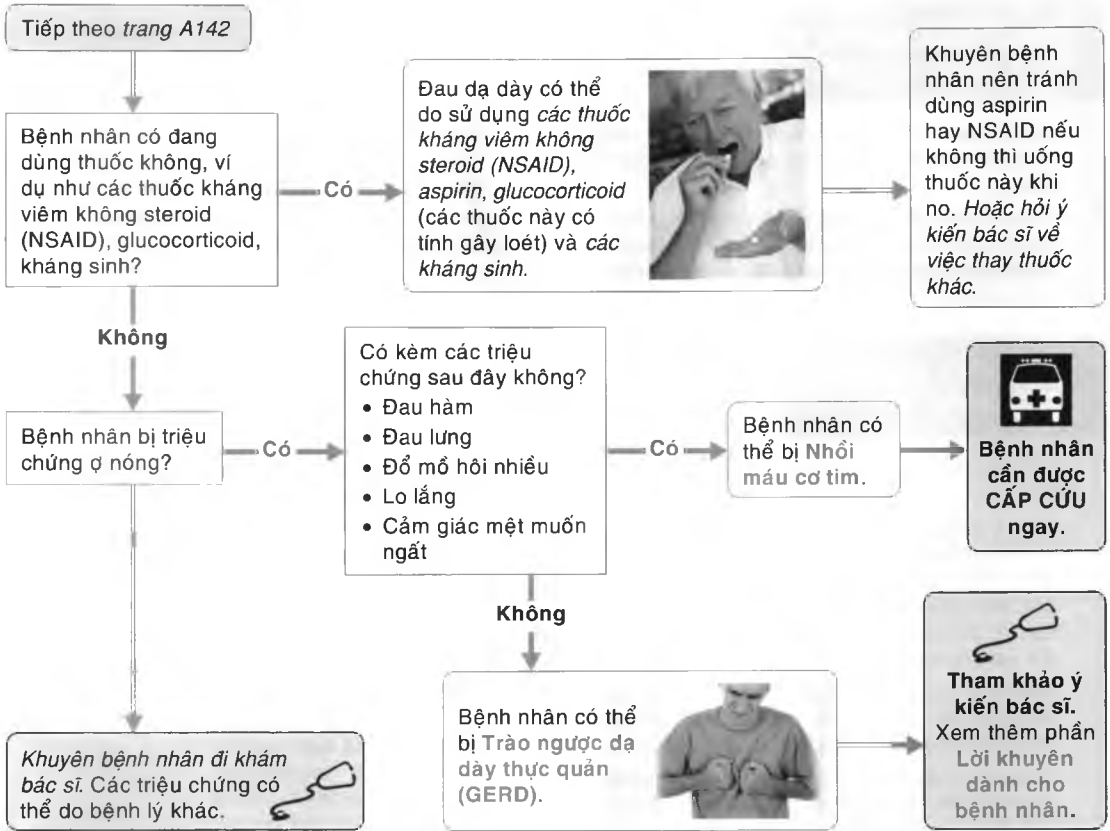 Tiếp theo trang A142
Bệnh nhân có đang
dùng thuốc không, ví
dụ như các thuốc kháng
viêm không steroid
(NSAID), glucocorticoid,
kháng sinh?
Có
Đau dạ dày có thể
do sử dụng các thuốc
kháng viêm không
steroid (NSAID),
aspirin, glucocorticoid
(các thuốc này có
tính gây loét) và các
kháng sinh.
Khuyên bệnh
nhân nên tránh
dùng aspirin
hay NSAID nếu
không thì uống
thuốc này khi
no. Hoặc hỏi ý
kiến bác sĩ về
việc thay thuốc
khác.
Không
Bệnh nhân bị triệu
chứng ợ nóng?
Có
Có kèm các triệu
chứng sau đây không?
• Đau hàm
• Đau lưng
• Đổ mồ hôi nhiều
• Lo lắng
• Cảm giác mệt muốn
ngất
Có
Bệnh nhân có
thể bị Nhồi
máu cơ tim.
Bệnh nhân
cần được
CẤP CỨU
ngay.
Không
Bệnh nhân có thể
bị Trào ngược dạ
dày thực quản
(GERD).
Tham khảo ý
kiến bác sĩ.
Xem thêm phần
Lời khuyên
dành cho
bệnh nhân.
Khuyên bệnh nhân đi khám
bác sĩ. Các triệu chứng có
thể do bệnh lý khác.